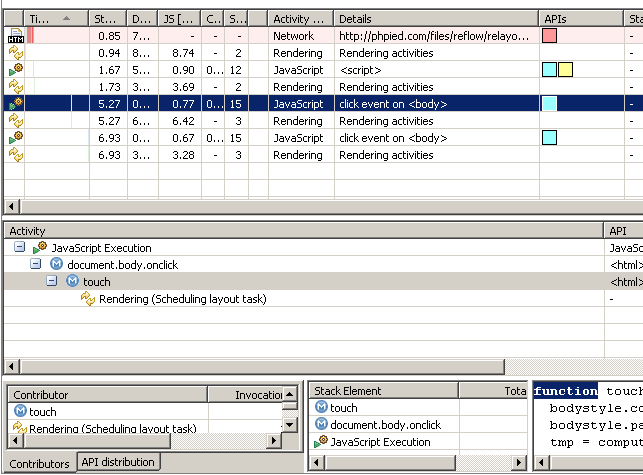 Ti... St... D... JS [... C... S... Activity ... Details APIs Sta
HTM 0.85 7... - - - Network http://phpied.com/files/reflow/relayo... -
0.94 8... 8.74 - 2 Rendering Rendering activities -
1.67 5... 0.90 0... 12 JavaScript <script> -
1.73 3... 3.69 - 2 Rendering Rendering activities -
5.27 0... 0.77 0... 15 JavaScript click event on <body> -
5.27 6... 6.42 - 3 Rendering Rendering activities -
6.93 0... 0.67 0... 15 JavaScript click event on <body> -
6.93 3... 3.28 - 3 Rendering Rendering activities -
Activity API
JavaScript Execution JavaSc
M document.body.onclick <html>
M touch <html>
Rendering (Scheduling layout task) -
Contributor Invocation
M touch
Rendering (Scheduling layout task)
Contributors API distribution
Stack Element Tota
M touch
M document.body.onclick
JavaScript Execution
function touch
bodystyle.co
bodystyle.pa
tmp = comput